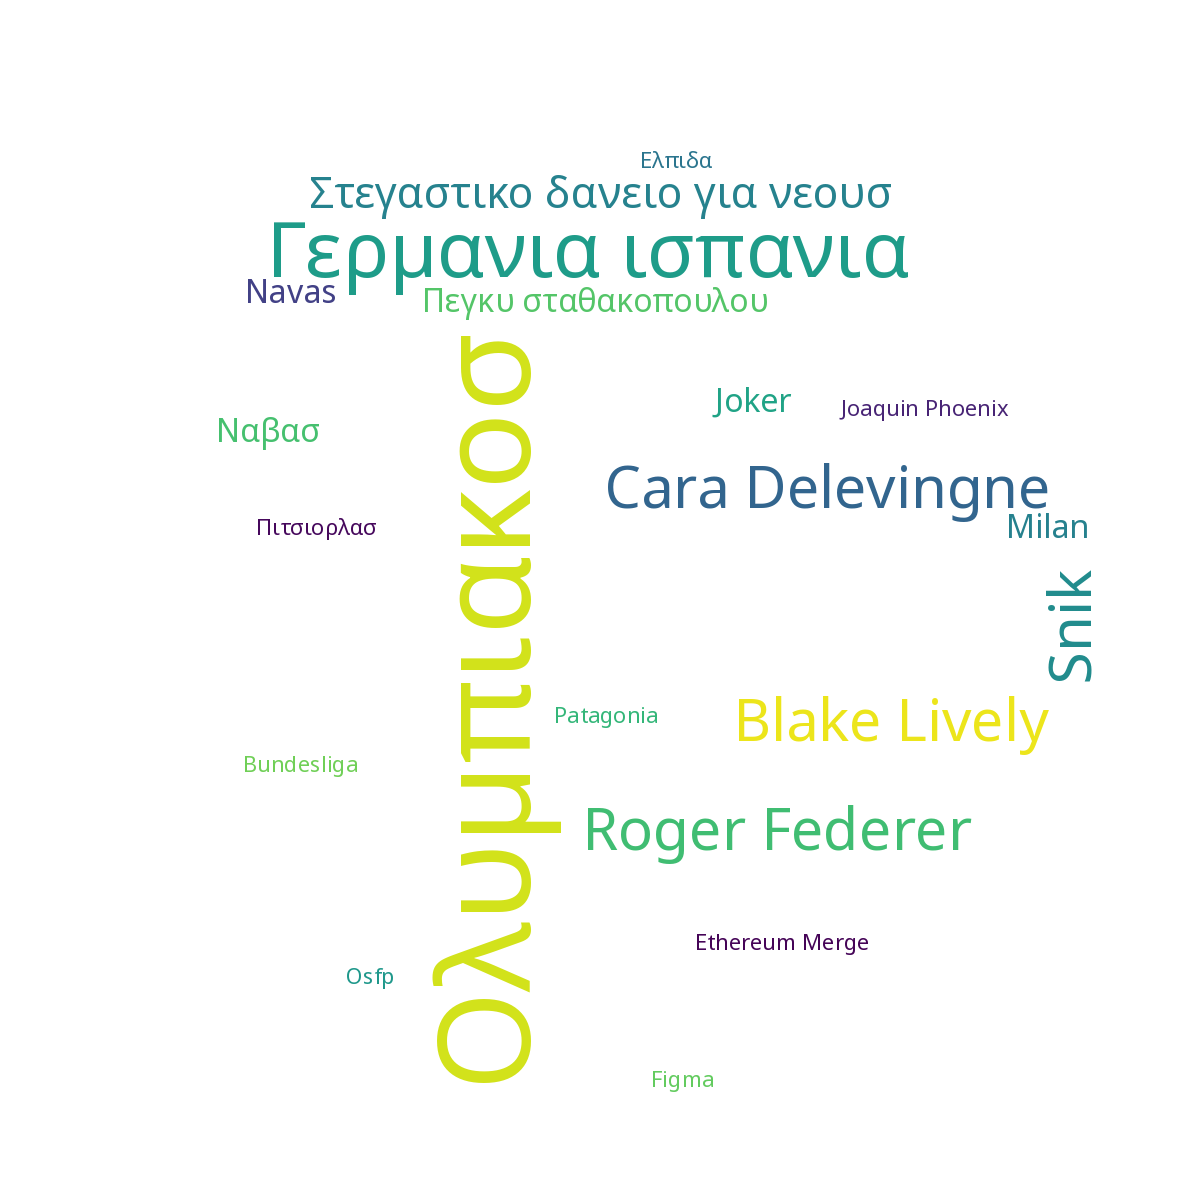 Ελπιδα
Στεγαστικο δανειο για νεουσ
Γερμανια ισπανια
Navas
Πεγκυ σταθακοπουλου
Ολυμπιακοσ
Joker
Joaquin Phoenix
Ναβασ
Cara Delevingne
Πιτσιορλασ
Milan
Snik
Patagonia
Blake Lively
Bundesliga
Roger Federer
Ethereum Merge
Osfp
Figma